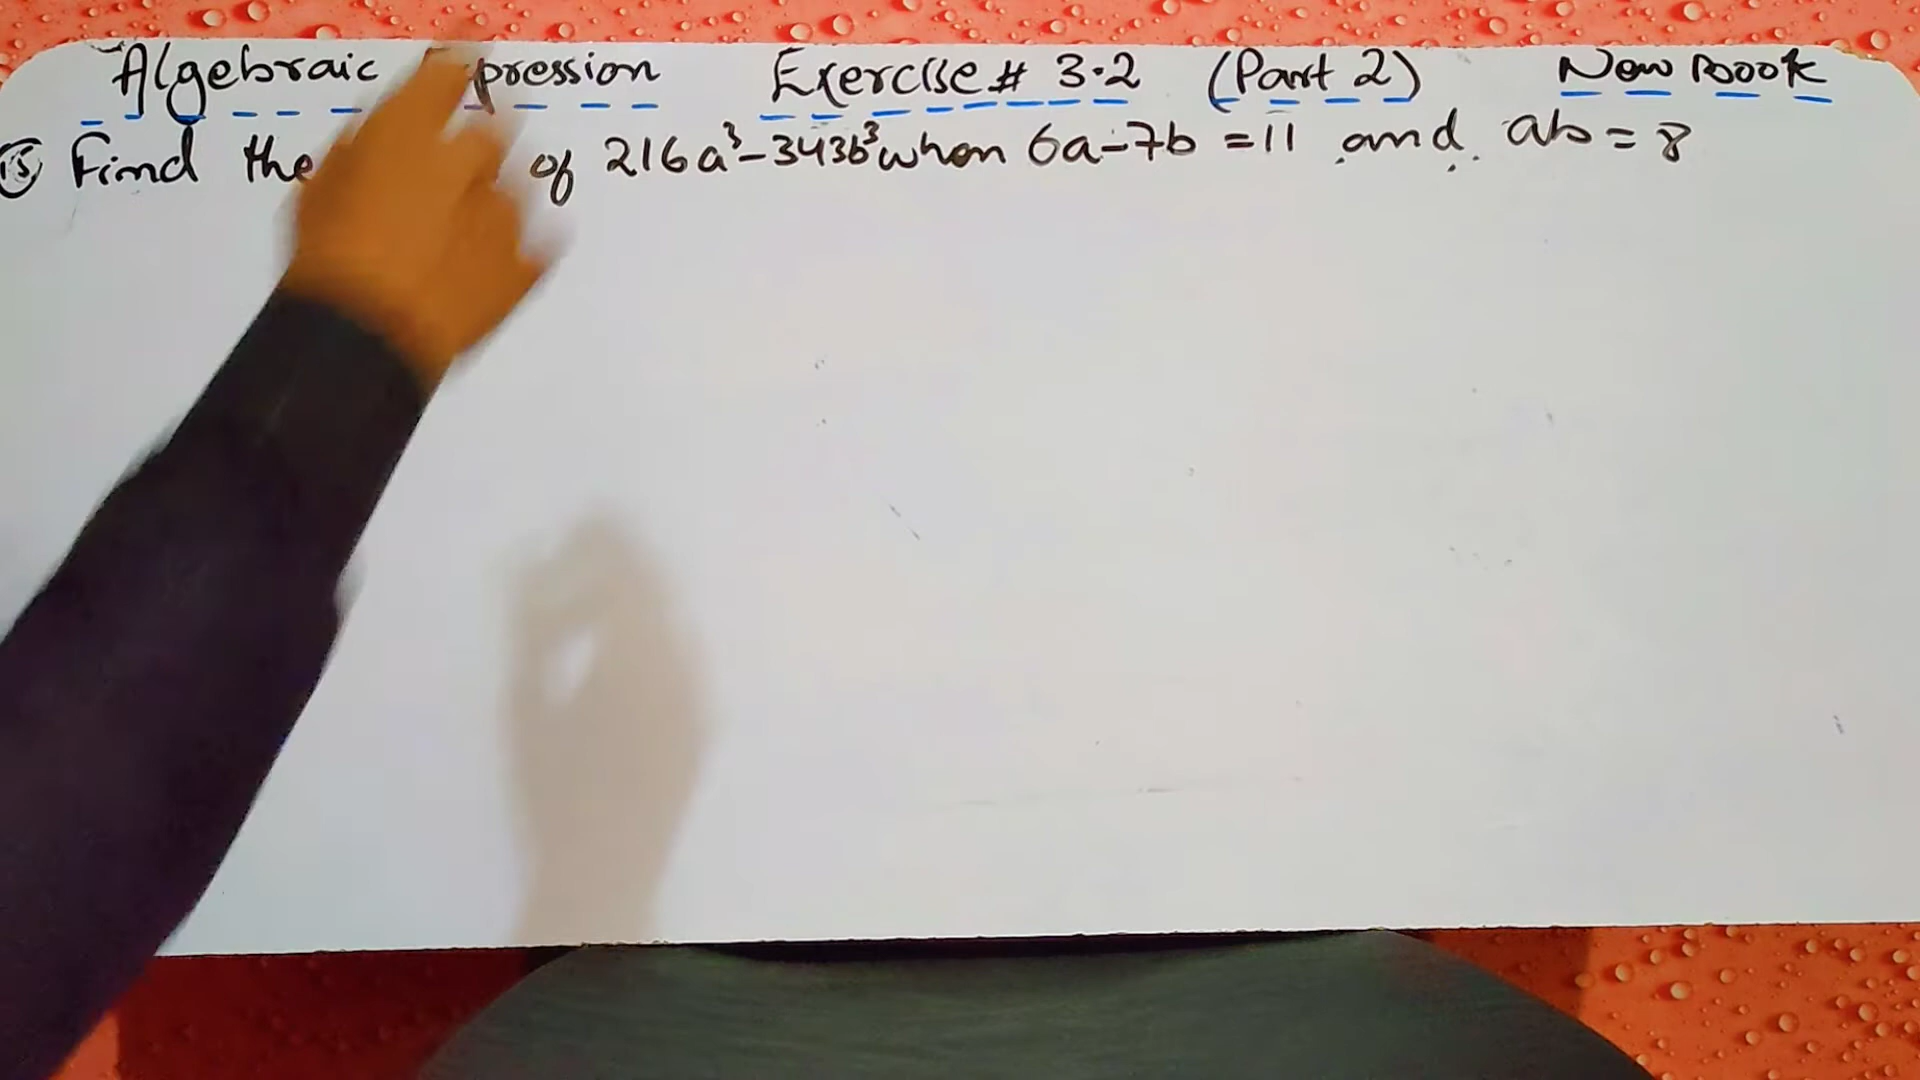 Algebraic pression Exercise # 3.2 (Part 2) New Book
15 Find the of 216a³-343b³ when 6a-7b = 11 and ab = 8